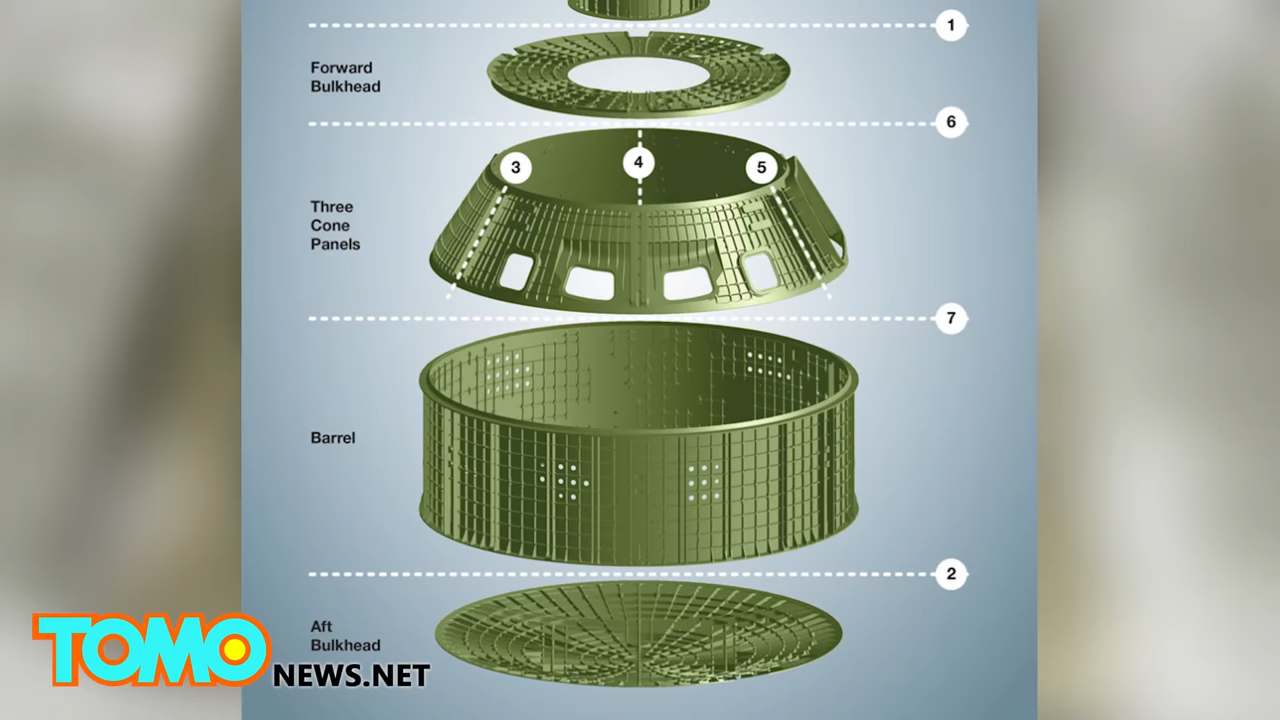 1
Forward
Bulkhead
6
3
4
5
Three
Cone
Panels
7
Barrel
2
Aft
Bulkhead
TOMO
NEWS.NET